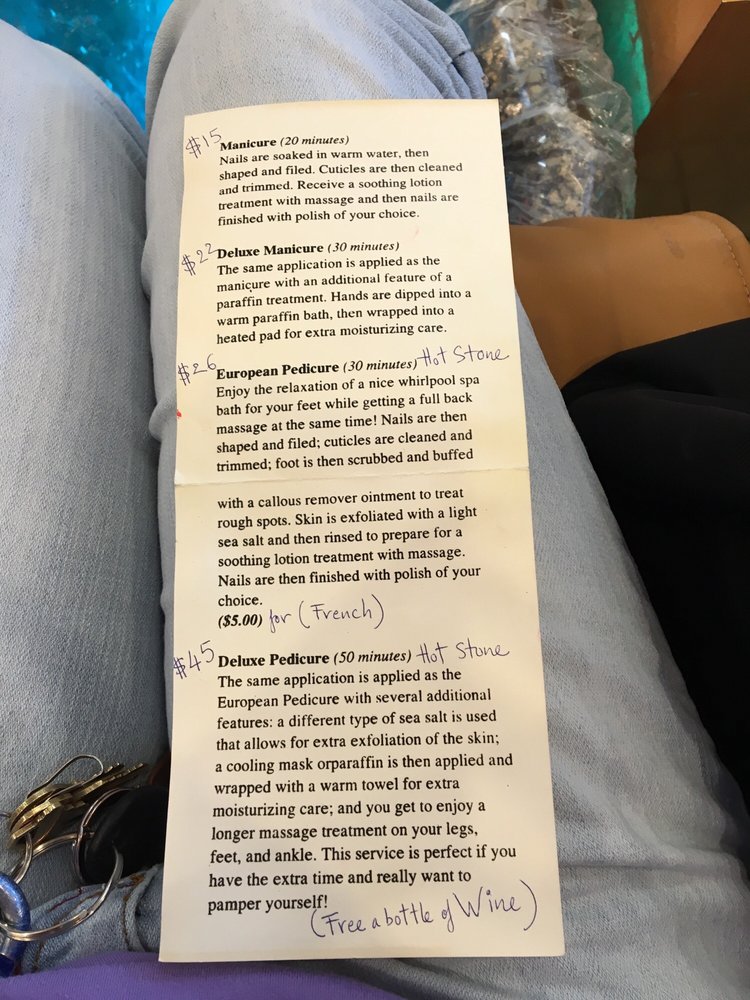 $15 Manicure (20 minutes)
Nails are soaked in warm water, then
shaped and filed. Cuticles are then cleaned
and trimmed. Receive a soothing lotion
treatment with massage and then nails are
finished with polish of your choice.
$22 Deluxe Manicure (30 minutes)
The same application is applied as the
manicure with an additional feature of a
paraffin treatment. Hands are dipped into a
warm paraffin bath, then wrapped into a
heated pad for extra moisturizing care.
$26 European Pedicure (30 minutes) Hot Stone
Enjoy the relaxation of a nice whirlpool spa
bath for your feet while getting a full back
massage at the same time! Nails are then
shaped and filed; cuticles are cleaned and
trimmed; foot is then scrubbed and buffed
with a callous remover ointment to treat
rough spots. Skin is exfoliated with a light
sea salt and then rinsed to prepare for a
soothing lotion treatment with massage.
Nails are then finished with polish of your
choice.
($5.00) for (French)
$45 Deluxe Pedicure (50 minutes) Hot Stone
The same application is applied as the
European Pedicure with several additional
features: a different type of sea salt is used
that allows for extra exfoliation of the skin;
a cooling mask orparaffin is then applied and
wrapped with a warm towel for extra
moisturizing care; and you get to enjoy a
longer massage treatment on your legs,
feet, and ankle. This service is perfect if you
have the extra time and really want to
pamper yourself!
(Free a bottle of Wine)